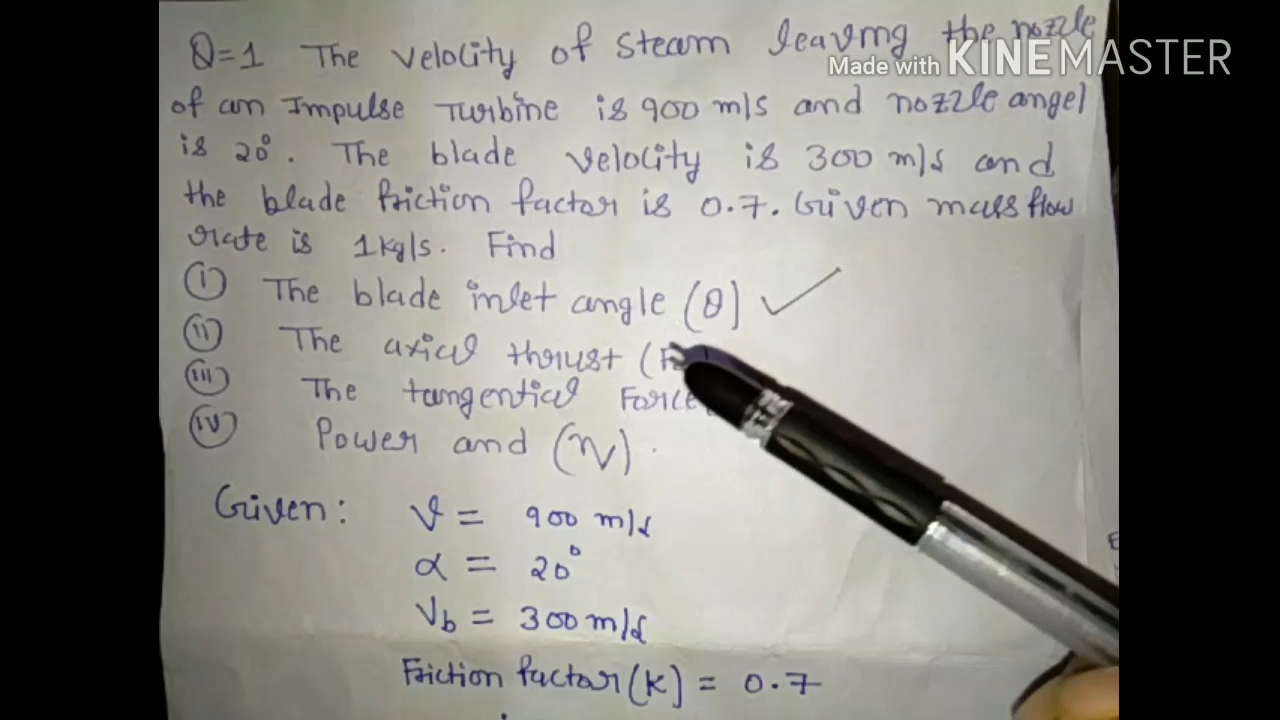 Q=1 The velocity of steam leaving the nozzle
Made with KINEMASTER
of an Impulse Turbine is 900 m/s and nozzle angel
is 20°. The blade velocity is 300 m/s and
the blade friction factor is 0.7. Given mass flow
rate is 1 kg/s. Find
(i) The blade inlet angle (θ) ✓
(ii) The axial thrust (
(iii) The tangential Force
(iv) Power and (η).
Given: V = 900 m/s
α = 20°
Vb = 300 m/s
Friction factor (K) = 0.7